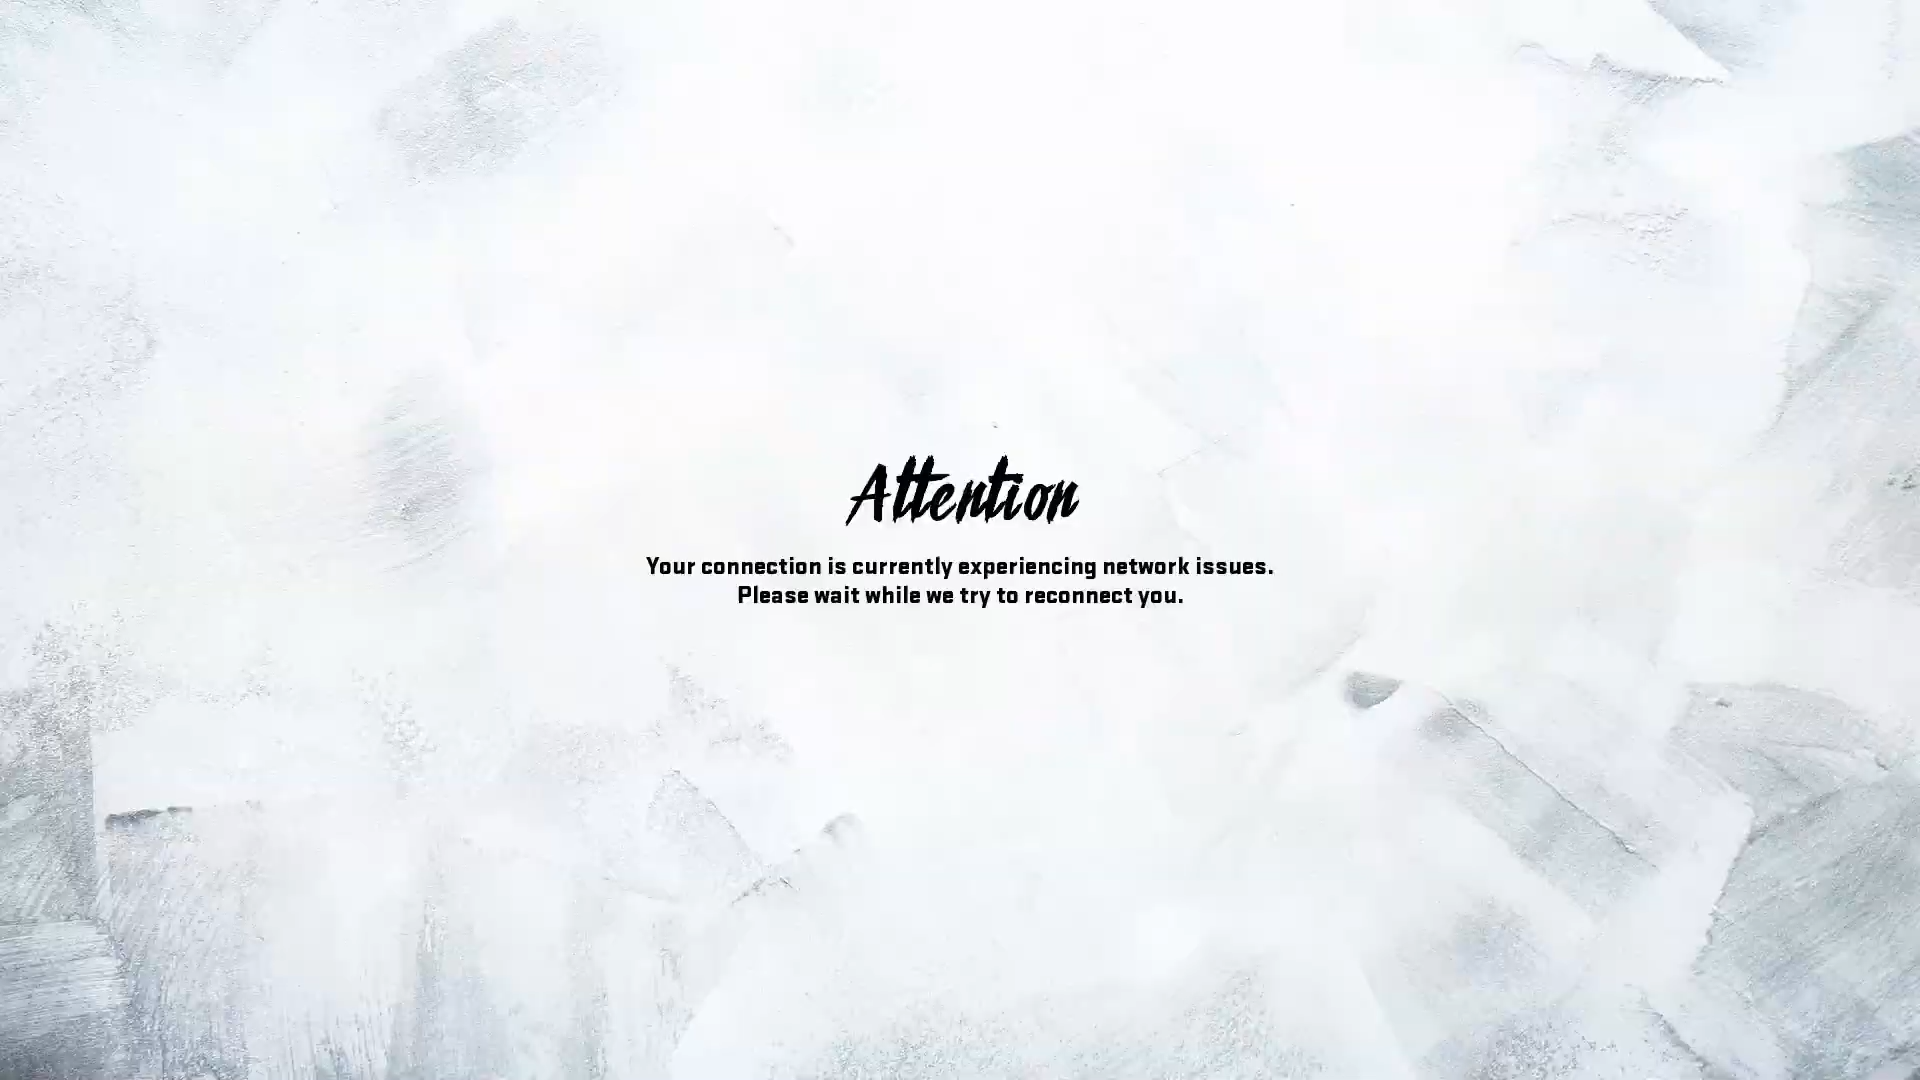 Attention
Your connection is currently experiencing network issues.
Please wait while we try to reconnect you.